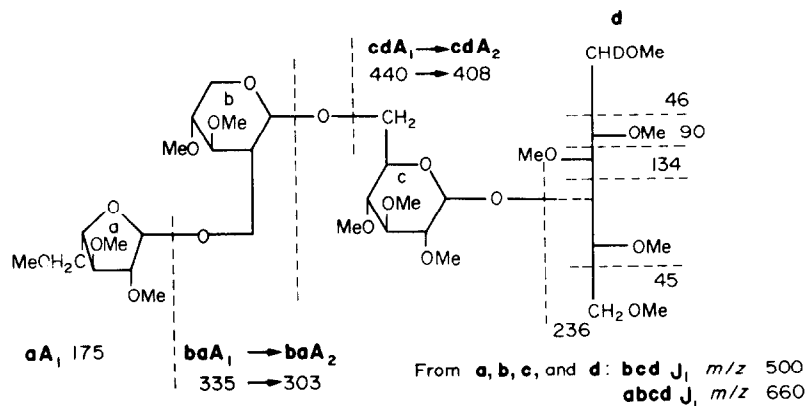 d
cdA₁ → cdA₂
440 → 408
CHDOMe
O
b
OMe
MeO
O
CH₂
46
OMe 90
MeO
134
O
c
OMe
MeO
OMe
O
OMe
45
CH₂OMe
236
O
a
OMe
MeOH₂C
OMe
O
aA₁ 175
baA₁ → baA₂
335 → 303
From a, b, c, and d: bcd J₁ m/z 500
abcd J₁ m/z 660